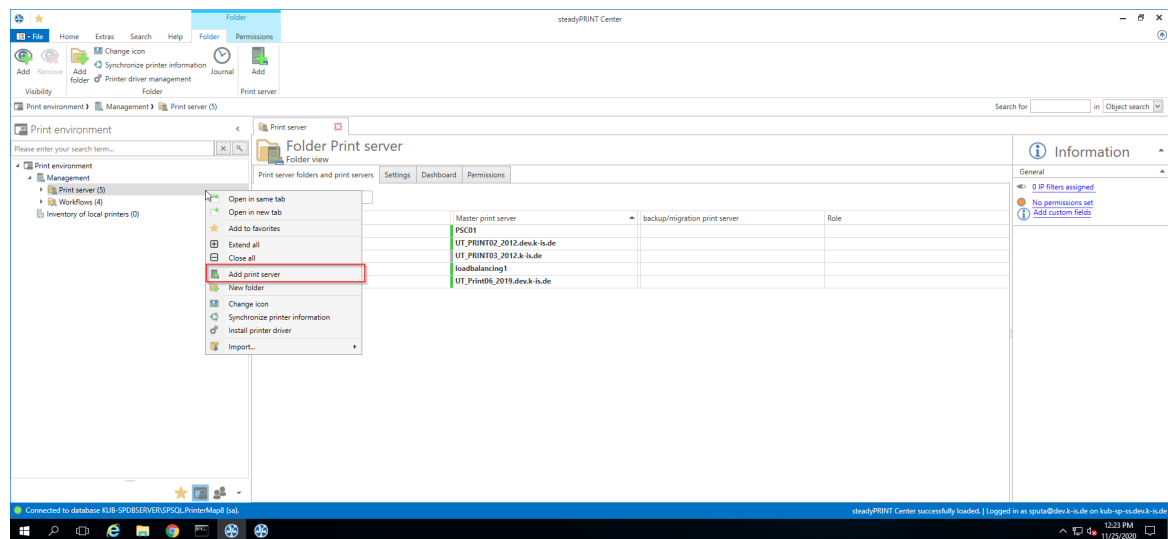 Folder
steadyPRINT Center
File Home Extras Search Help Folder Permissions
Add
Remove
Add folder
Change icon
Synchronize printer information
Printer driver management
Journal
Add
Visibility Folder Print server
Print environment Management Print server (5)
Search for in Object search
Print environment
Please enter your search term...
Print environment
Management
Print server (5)
Workflows (4)
Inventory of local printers (0)
Open in same tab
Open in new tab
Add to favorites
Extend all
Close all
Add print server
New folder
Change icon
Synchronize printer information
Install printer driver
Import...
Print server
Folder Print server
Folder view
Print server folders and print servers Settings Dashboard Permissions
Master print server backup/migration print server Role
PSC01
UT_PRINT02_2012.dev.k-is.de
UT_PRINT03_2012.k-is.de
loadbalancing1
UT_Print06_2019.dev.k-is.de
Information
General
0 IP filters assigned
No permissions set
Add custom fields
Connected to database KUB-SPDBSERVER\SPSQL.PrinterMap8 (sa).
steadyPRINT Center successfully loaded. | Logged in as sputa@dev.k-is.de on kub-sp-ss.dev.k-is.de
12:23 PM
11/25/2020